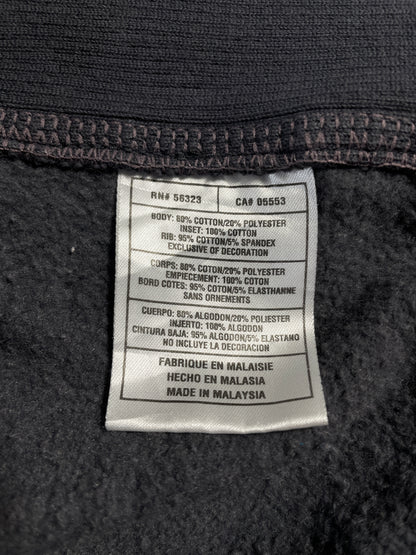 RN# 56323 CA# 05553
BODY: 80% COTTON/20% POLYESTER
INSET: 100% COTTON
RIB: 95% COTTON/5% SPANDEX
EXCLUSIVE OF DECORATION
CORPS: 80% COTON/20% POLYESTER
EMPIECEMENT: 100% COTON
BORD COTES: 95% COTON/5% ELASTHANNE
SANS ORNEMENTS
CUERPO: 80% ALGODON/20% POLIESTER
INJERTO: 100% ALGODON
CINTURA BAJA: 95% ALGODON/5% ELASTANO
NO INCLUYE LA DECORACION
FABRIQUE EN MALAISIE
HECHO EN MALASIA
MADE IN MALAYSIA